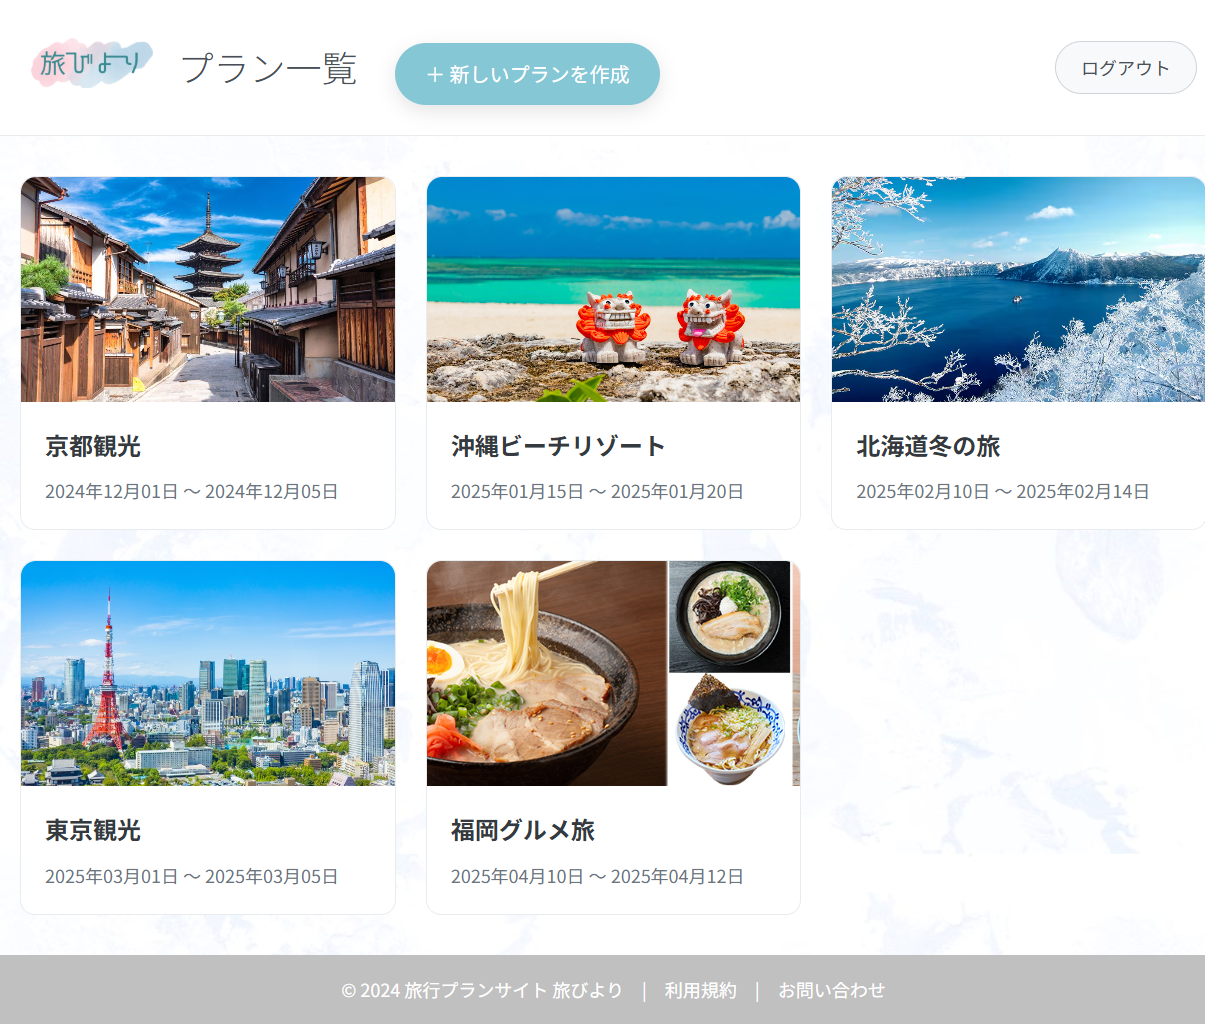 旅びより
プラン一覧
＋ 新しいプランを作成
ログアウト
京都観光
2024年12月01日 ～ 2024年12月05日
沖縄ビーチリゾート
2025年01月15日 ～ 2025年01月20日
北海道冬の旅
2025年02月10日 ～ 2025年02月14日
東京観光
2025年03月01日 ～ 2025年03月05日
福岡グルメ旅
2025年04月10日 ～ 2025年04月12日
© 2024 旅行プランサイト 旅びより | 利用規約 | お問い合わせ